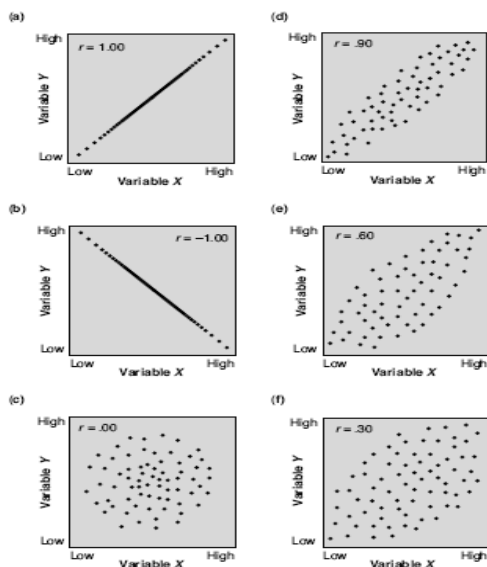 (a)
High
r = 1.00
Variable Y
Low
Low
High
Variable X
(b)
High
r = −1.00
Variable Y
Low
Low
High
Variable X
(c)
High
r = .00
Variable Y
Low
Low
High
Variable X
(d)
High
r = .90
Variable Y
Low
Low
High
Variable X
(e)
High
r = .60
Variable Y
Low
Low
High
Variable X
(f)
High
r = .30
Variable Y
Low
Low
High
Variable X